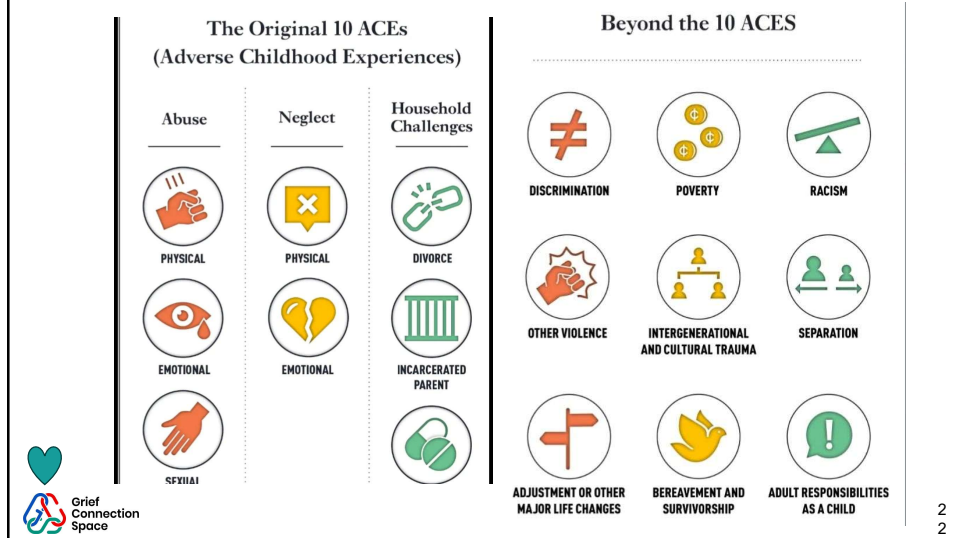 The Original 10 ACEs
(Adverse Childhood Experiences)
Abuse
Neglect
Household
Challenges
PHYSICAL
PHYSICAL
DIVORCE
EMOTIONAL
EMOTIONAL
INCARCERATED
PARENT
SEXUAL
Beyond the 10 ACES
DISCRIMINATION
POVERTY
RACISM
OTHER VIOLENCE
INTERGENERATIONAL
AND CULTURAL TRAUMA
SEPARATION
ADJUSTMENT OR OTHER
MAJOR LIFE CHANGES
BEREAVEMENT AND
SURVIVORSHIP
ADULT RESPONSIBILITIES
AS A CHILD
Grief
Connection
Space
2
2